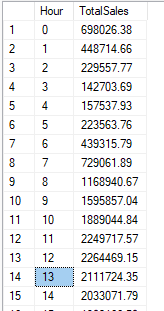 Hour TotalSales
1 0 698026.38
2 1 448714.66
3 2 229557.77
4 3 142703.69
5 4 157537.93
6 5 223563.76
7 6 439315.79
8 7 729061.89
9 8 1168940.67
10 9 1595857.04
11 10 1889044.84
12 11 2249717.57
13 12 2264469.15
14 13 2111724.35
15 14 2033071.79